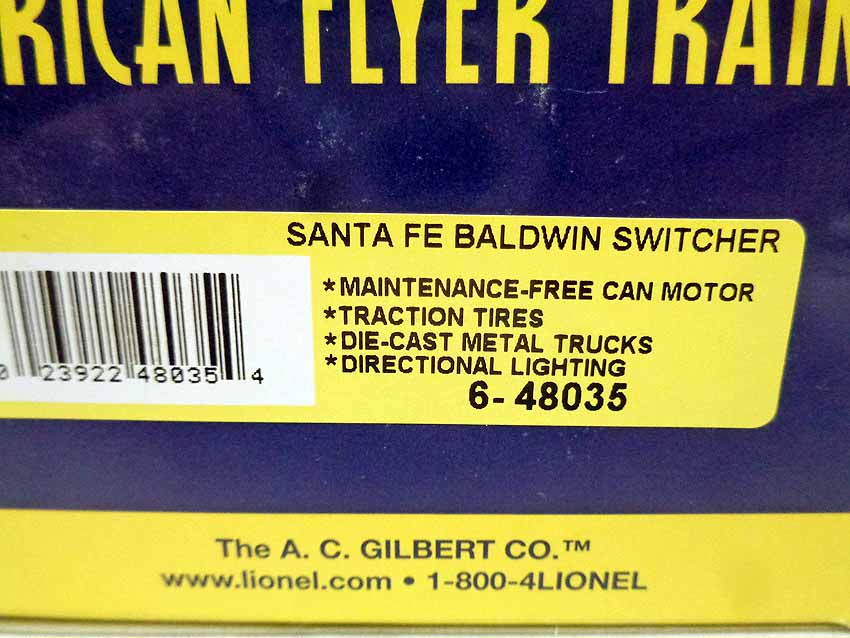 RICAN FLYER TRAIN
SANTA FE BALDWIN SWITCHER
*MAINTENANCE-FREE CAN MOTOR
*TRACTION TIRES
*DIE-CAST METAL TRUCKS
*DIRECTIONAL LIGHTING
6-48035
0 23922 48035 4
The A. C. GILBERT CO.™
www.lionel.com • 1-800-4LIONEL